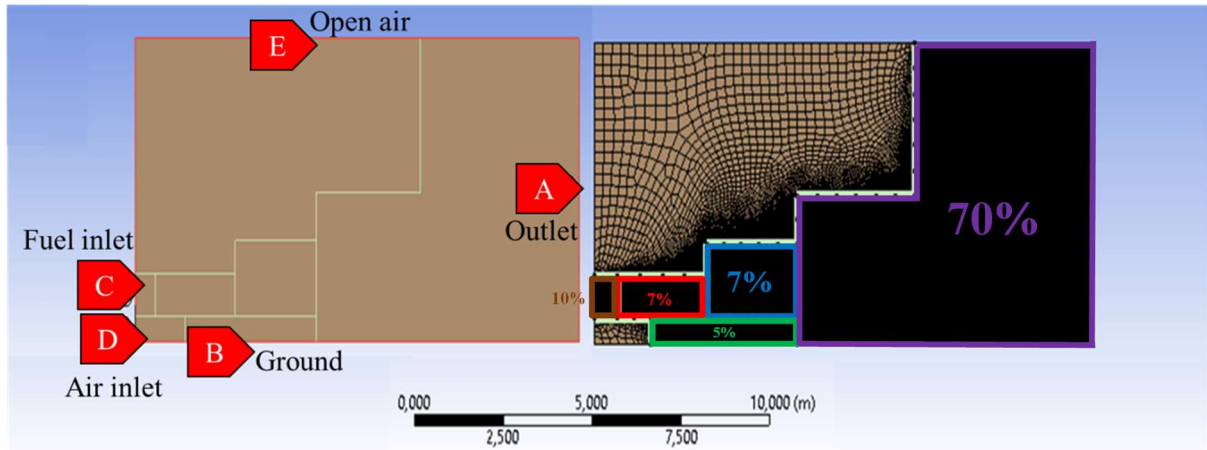 E
Open air
A
Outlet
Fuel inlet
C
D
B
Ground
Air inlet
70%
7%
10%
7%
5%
0,000
5,000
10,000 (m)
2,500
7,500